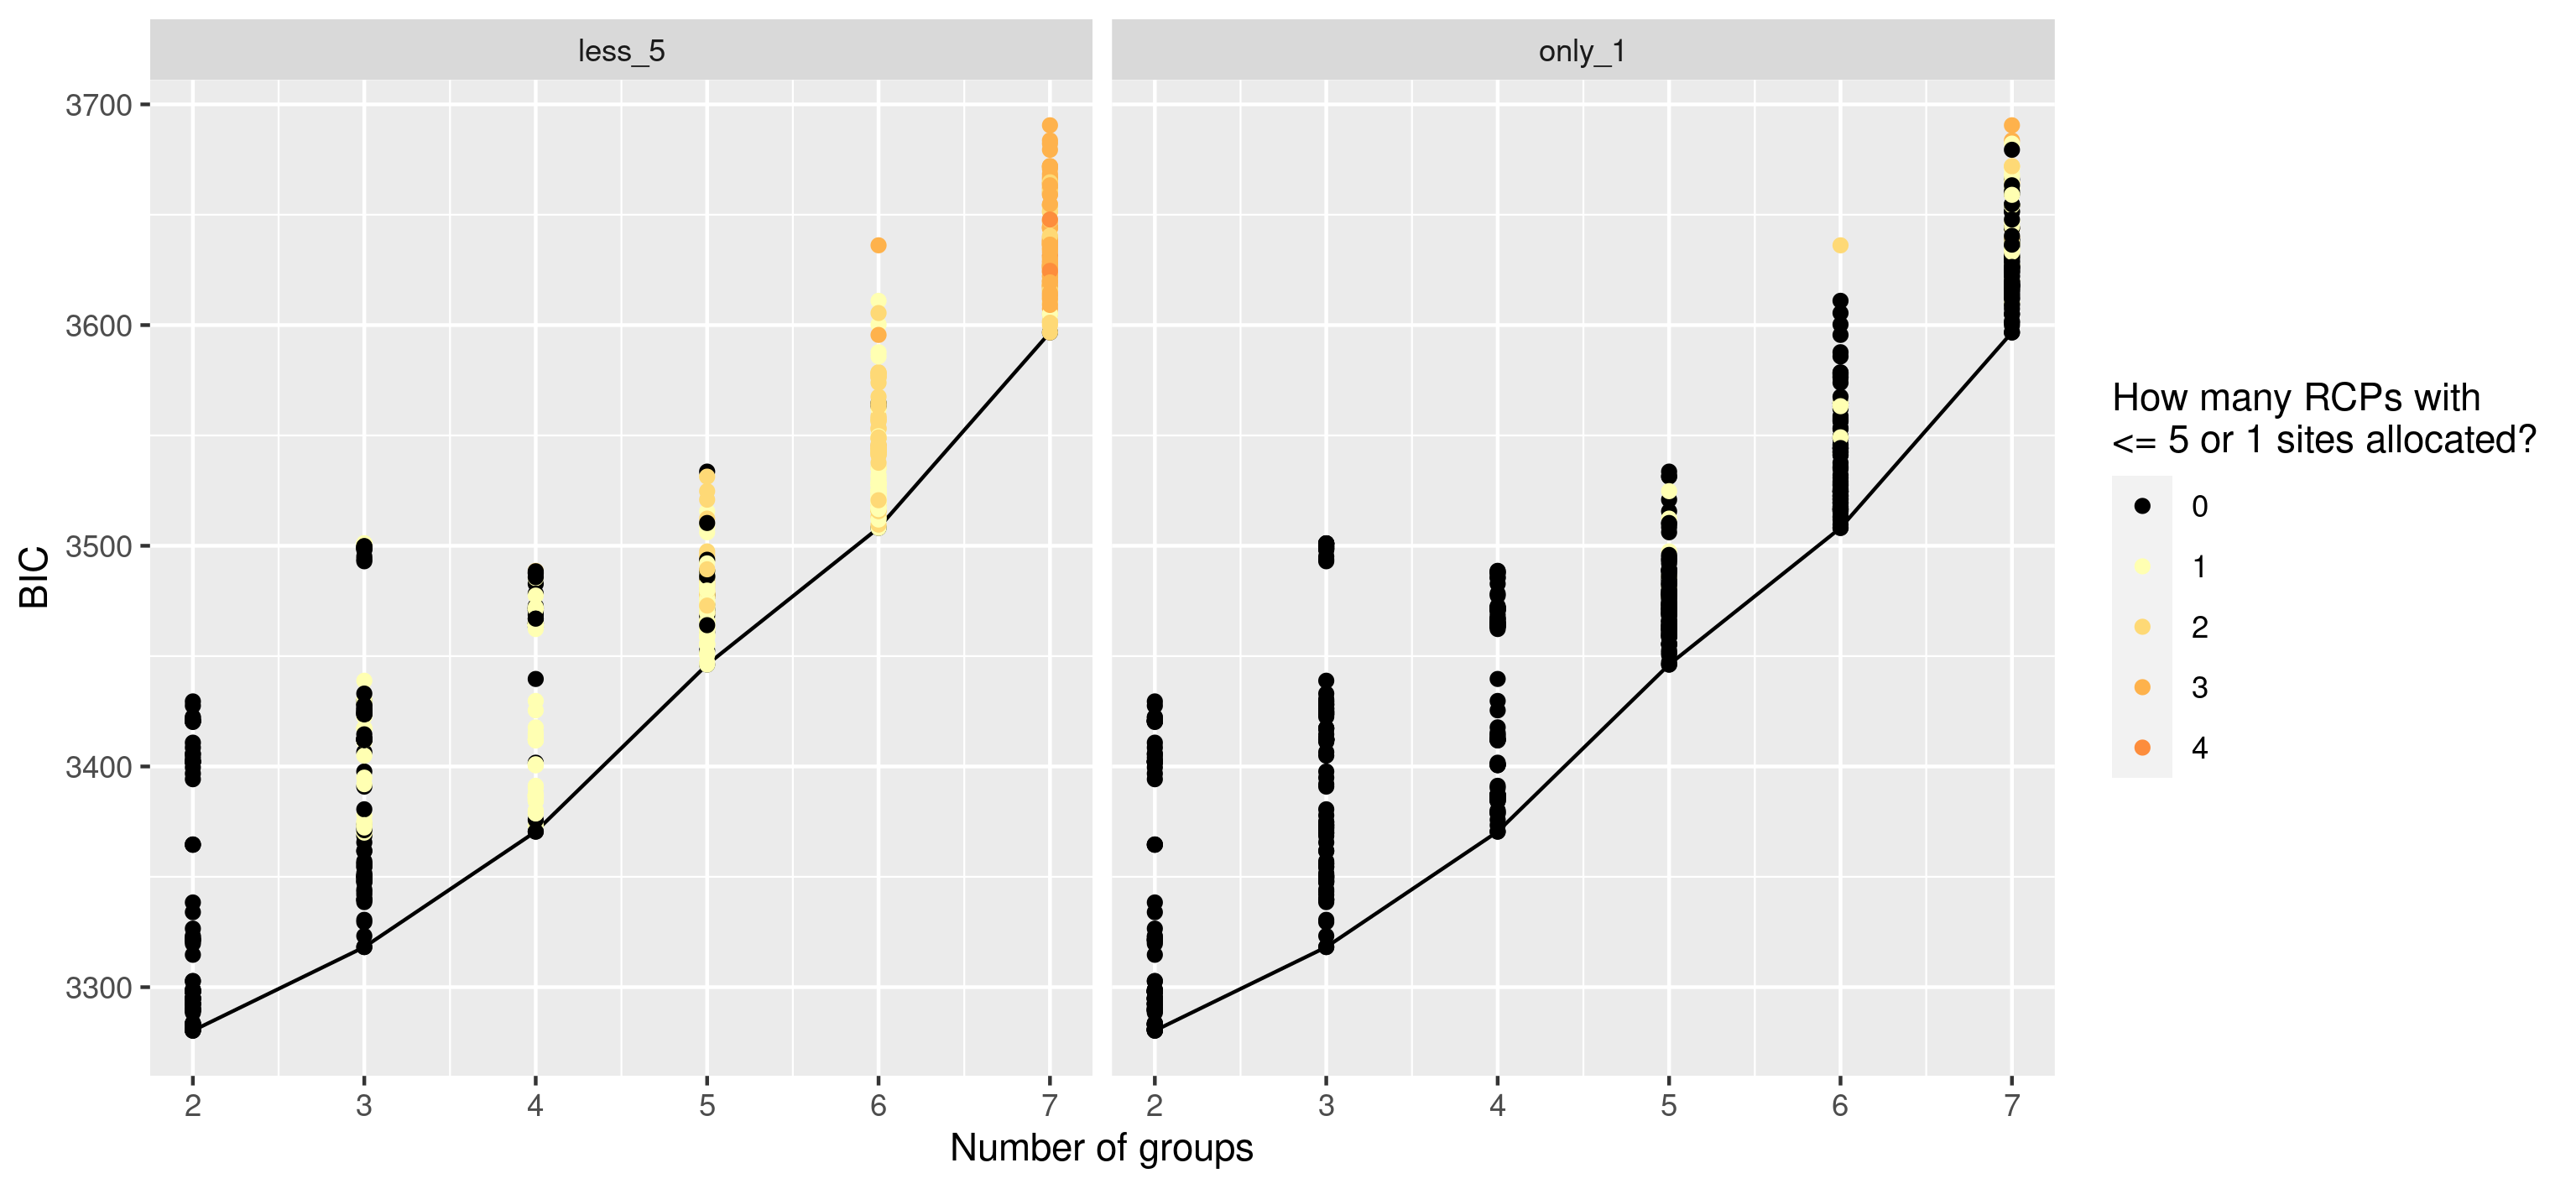 less_5
only_1
3700
3600
3500
3400
3300
BIC
2 3 4 5 6 7
2 3 4 5 6 7
Number of groups
How many RCPs with
<= 5 or 1 sites allocated?
0
1
2
3
4